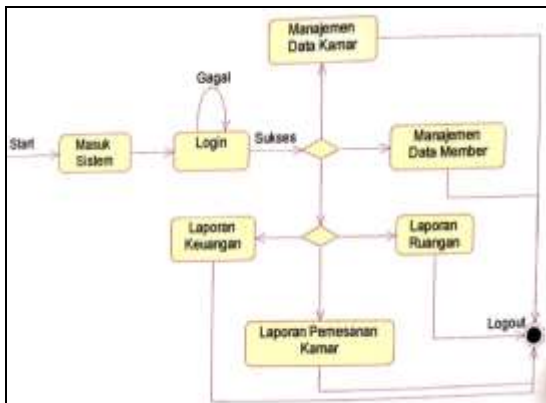 Manajemen
Data Kamar
Gagal
Start
Masuk
Sistem
Login
Sukses
Manajemen
Data Member
Laporan
Keuangan
Laporan
Ruangan
Laporan Pemesanan
Kamar
Logout